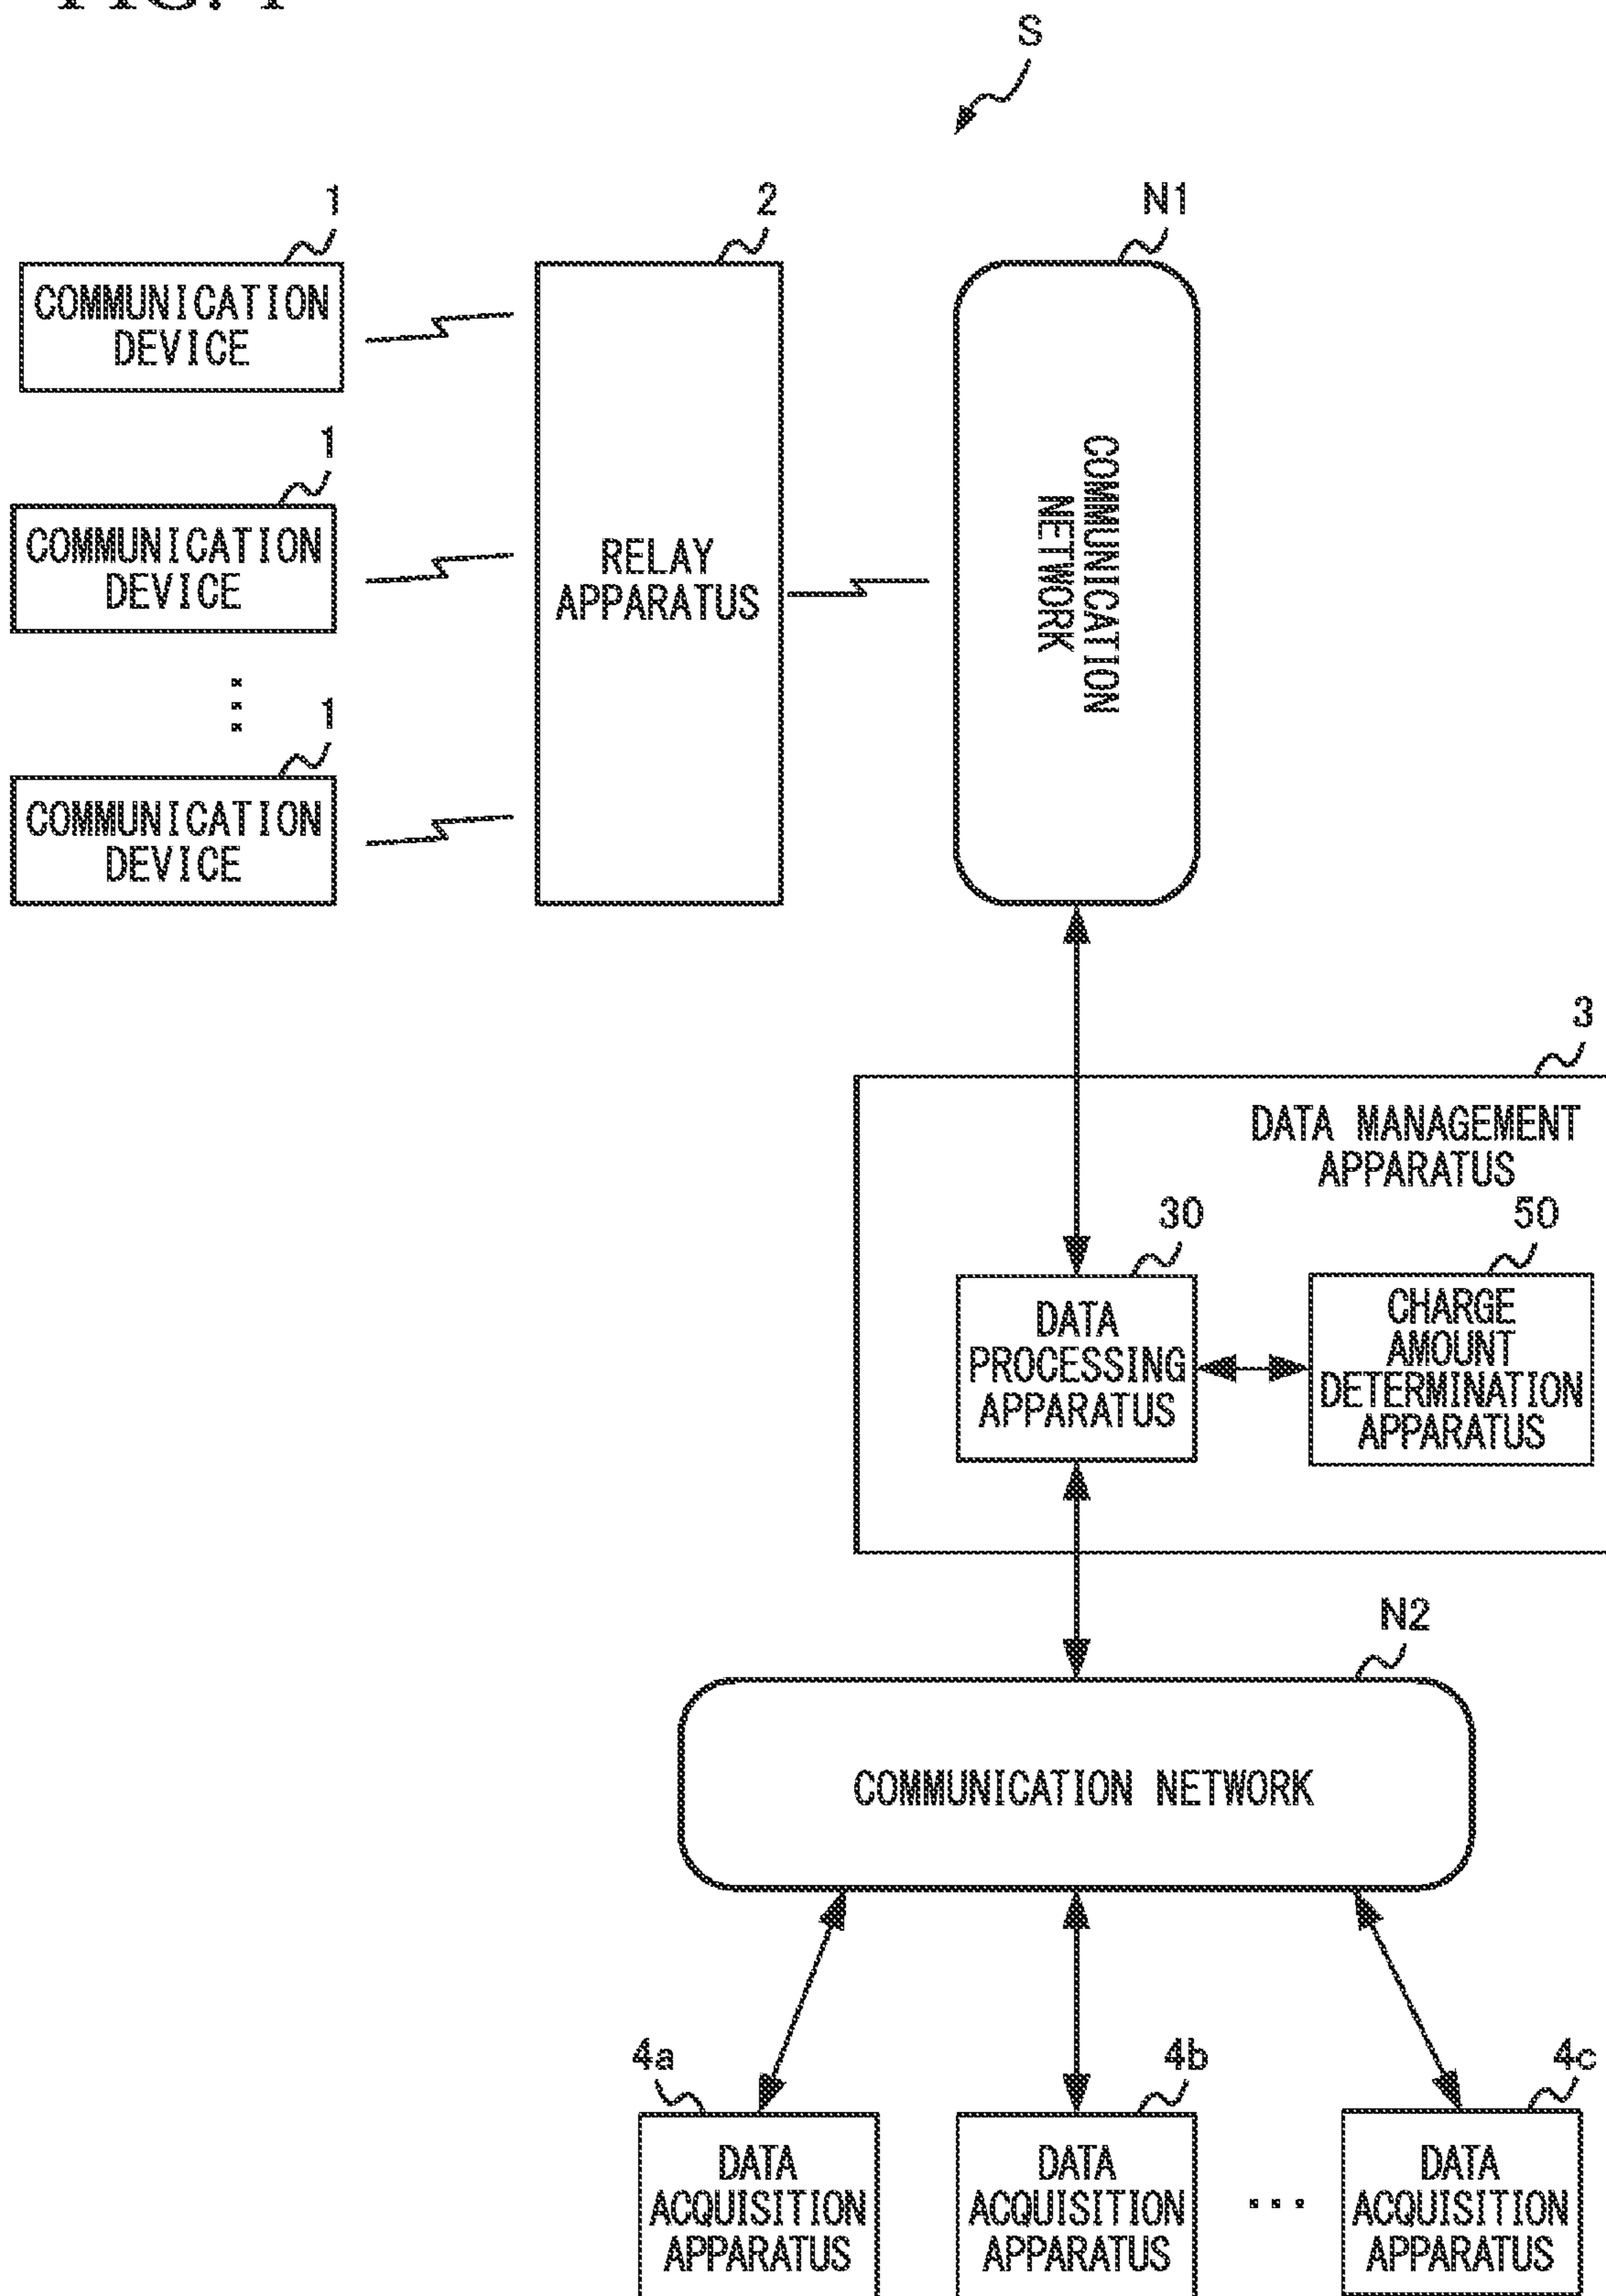 FIG. 1
S
1
2
N1
COMMUNICATION
DEVICE
1
COMMUNICATION
DEVICE
1
COMMUNICATION
DEVICE
RELAY
APPARATUS
COMMUNICATION
NETWORK
3
DATA MANAGEMENT
APPARATUS
30
50
DATA
PROCESSING
APPARATUS
CHARGE
AMOUNT
DETERMINATION
APPARATUS
N2
COMMUNICATION NETWORK
4a
4b
4c
DATA
ACQUISITION
APPARATUS
DATA
ACQUISITION
APPARATUS
...
DATA
ACQUISITION
APPARATUS